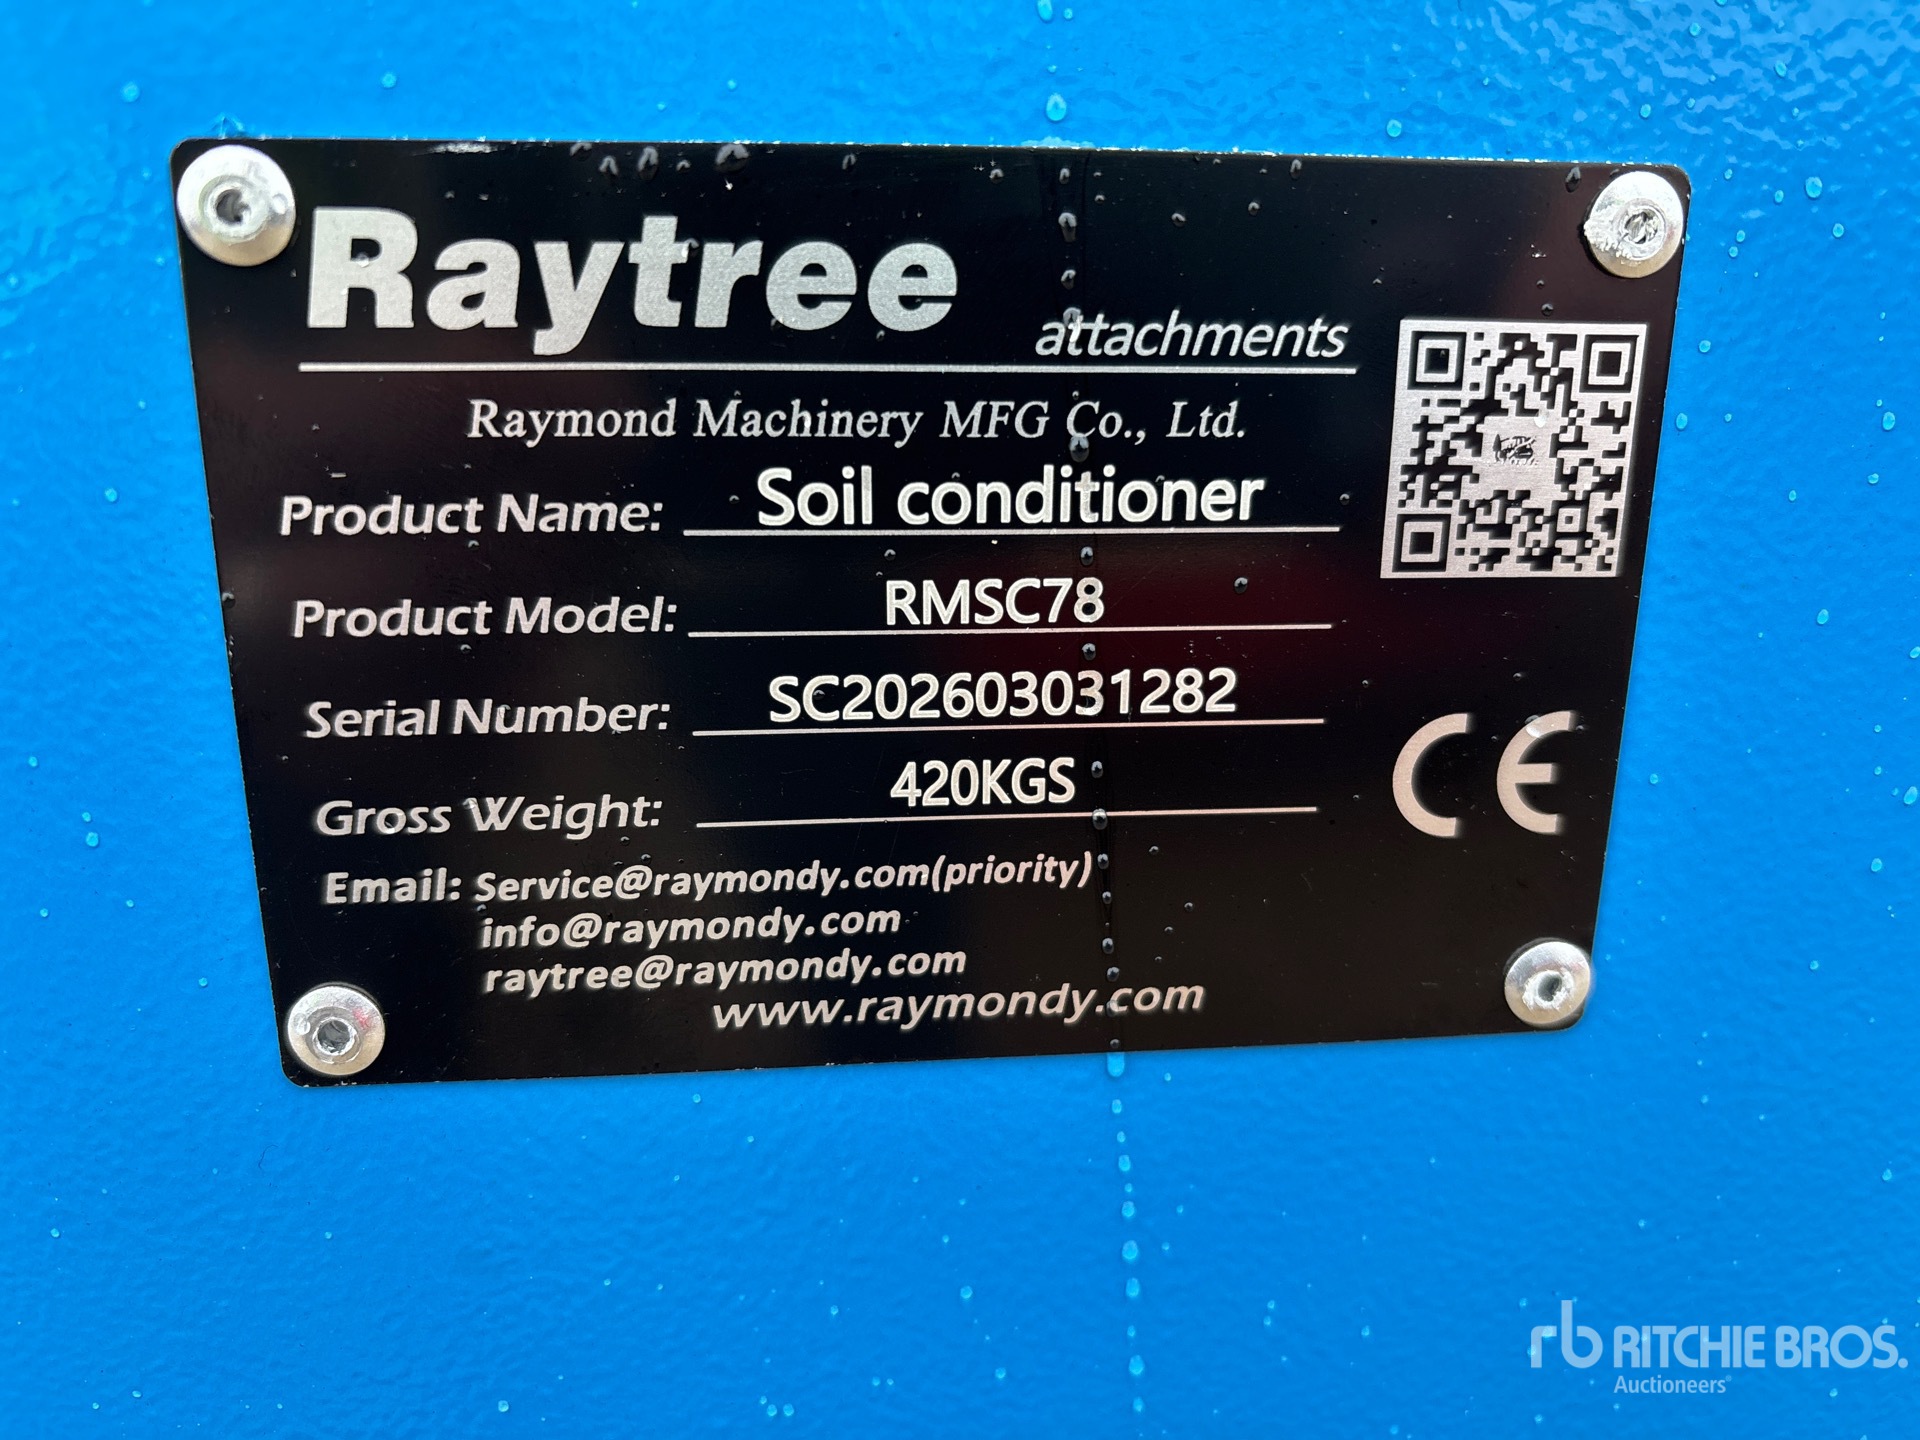 Raytree
attachments
Raymond Machinery MFG Co., Ltd.
Product Name: Soil conditioner
Product Model: RMSC78
Serial Number: SC202603031282
Gross Weight: 420KGS
CE
Email: Service@raymondy.com(priority)
info@raymondy.com
raytree@raymondy.com
www.raymondy.com
rb RITCHIE BROS.
Auctioneers